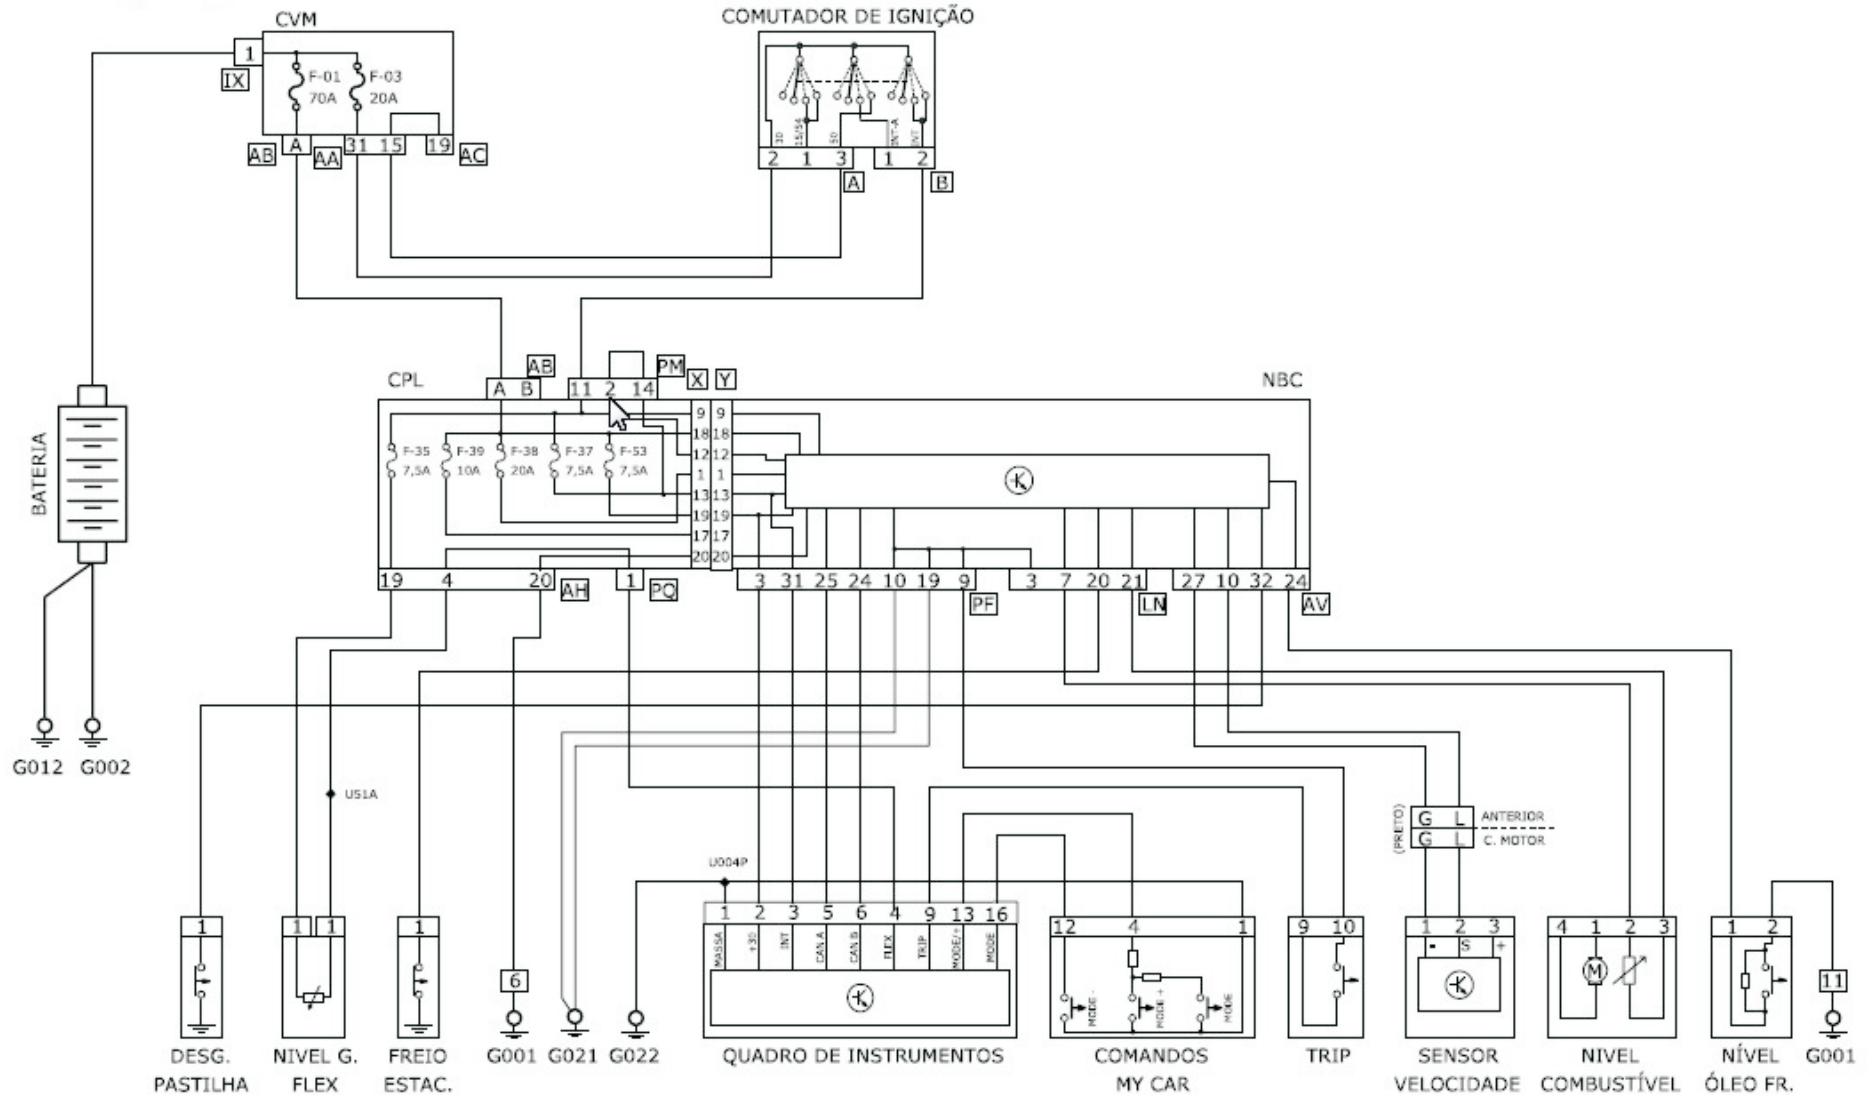 CVM
COMUTADOR DE IGNIÇÃO
1
IX
F-01
70A
F-03
20A
30
15/54
50
INT-A
INT
AB
A
AA
31
15
19
AC
2
1
3
1
2
A
B
BATERIA
G012
G002
CPL
AB
PM
X
Y
NBC
A
B
11
2
14
F-35
7,5A
F-39
10A
F-38
20A
F-37
7,5A
F-53
7,5A
9
9
18
18
12
12
1
1
13
13
19
19
17
17
20
20
19
4
20
AH
1
PQ
3
31
25
24
10
19
9
PF
3
7
20
21
LN
27
10
32
24
AV
US1A
U004P
(PRETO)
G
L
ANTERIOR
G
L
C. MOTOR
1
1
1
1
6
1
2
3
5
6
4
9
13
16
MASSA
+30
INT
CAN.A
CAN.B
FLEX
TRIP
MODE/+
MODE
12
4
1
MODE -
MODE +
MODE
9
10
1
2
3
-
S
+
4
1
2
3
M
1
2
11
DESG.
PASTILHA
NIVEL G.
FLEX
FREIO
ESTAC.
G001
G021
G022
QUADRO DE INSTRUMENTOS
COMANDOS
MY CAR
TRIP
SENSOR
VELOCIDADE
NIVEL
COMBUSTÍVEL
NÍVEL
ÓLEO FR.
G001